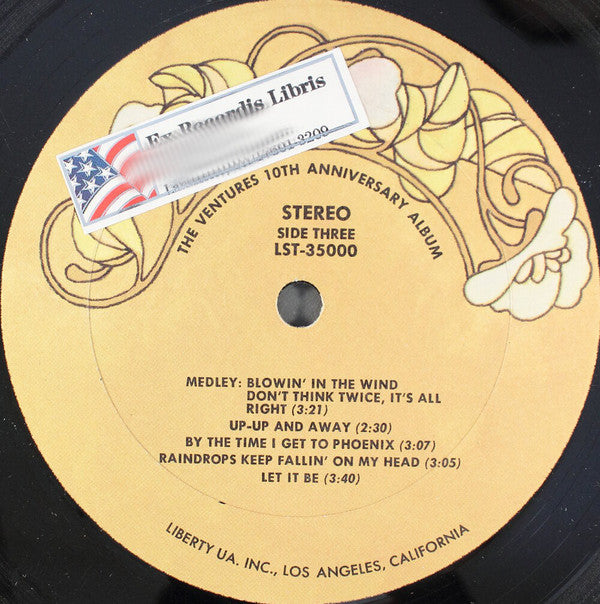 Ex Recordis Libris
3209
THE VENTURES 10TH ANNIVERSARY ALBUM
STEREO
SIDE THREE
LST-35000
MEDLEY: BLOWIN' IN THE WIND
DON'T THINK TWICE, IT'S ALL
RIGHT (3:21)
UP-UP AND AWAY (2:30)
BY THE TIME I GET TO PHOENIX (3:07)
RAINDROPS KEEP FALLIN' ON MY HEAD (3:05)
LET IT BE (3:40)
LIBERTY UA. INC., LOS ANGELES, CALIFORNIA